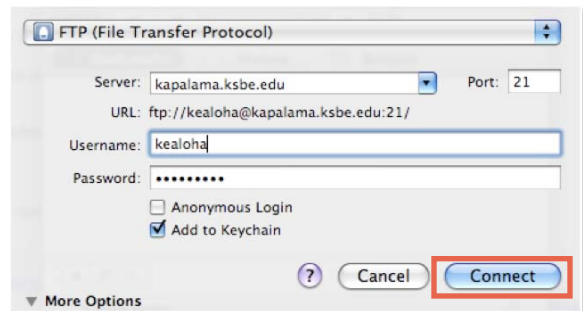 FTP (File Transfer Protocol)
Server: kapalama.ksbe.edu Port: 21
URL: ftp://kealoha@kapalama.ksbe.edu:21/
Username: kealoha
Password: •••••••••
Anonymous Login
Add to Keychain
? Cancel Connect
More Options